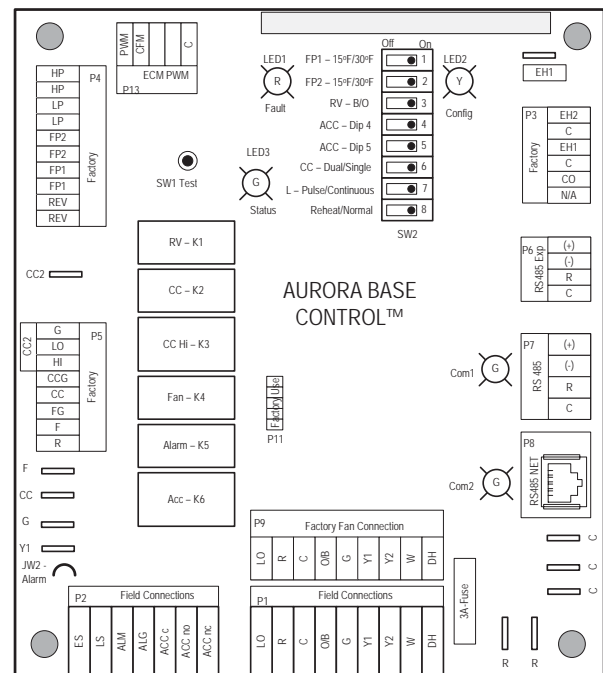 PWM
CFM
C
ECM PWM
P13
LED1
R
Fault
Off On
FP1 – 15ºF/30ºF
1
FP2 – 15ºF/30ºF
2
RV – B/O
3
ACC – Dip 4
4
ACC – Dip 5
5
CC – Dual/Single
6
L – Pulse/Continuous
7
Reheat/Normal
8
SW2
LED2
Y
Config
EH1
HP
HP
LP
LP
FP2
FP2
FP1
FP1
REV
REV
P4
Factory
SW1 Test
LED3
G
Status
P3
Factory
EH2
C
EH1
C
CO
N/A
RV – K1
CC – K2
CC Hi – K3
Fan – K4
Alarm – K5
Acc – K6
AURORA BASE
CONTROL™
P6
RS485 Exp
(+)
(-)
R
C
CC2
CC2
G
LO
HI
CCG
CC
FG
F
R
P5
Factory
Factory Use
P11
Com1
G
P7
RS 485
(+)
(-)
R
C
Com2
G
P8
RS485 NET
F
CC
G
Y1
JW2 -
Alarm
P9
Factory Fan Connection
LO
R
C
O/B
G
Y1
Y2
W
DH
3A-Fuse
C
C
C
R
R
P2
Field Connections
ES
LS
ALM
ALG
ACC c
ACC no
ACC nc
P1
Field Connections
LO
R
C
O/B
G
Y1
Y2
W
DH